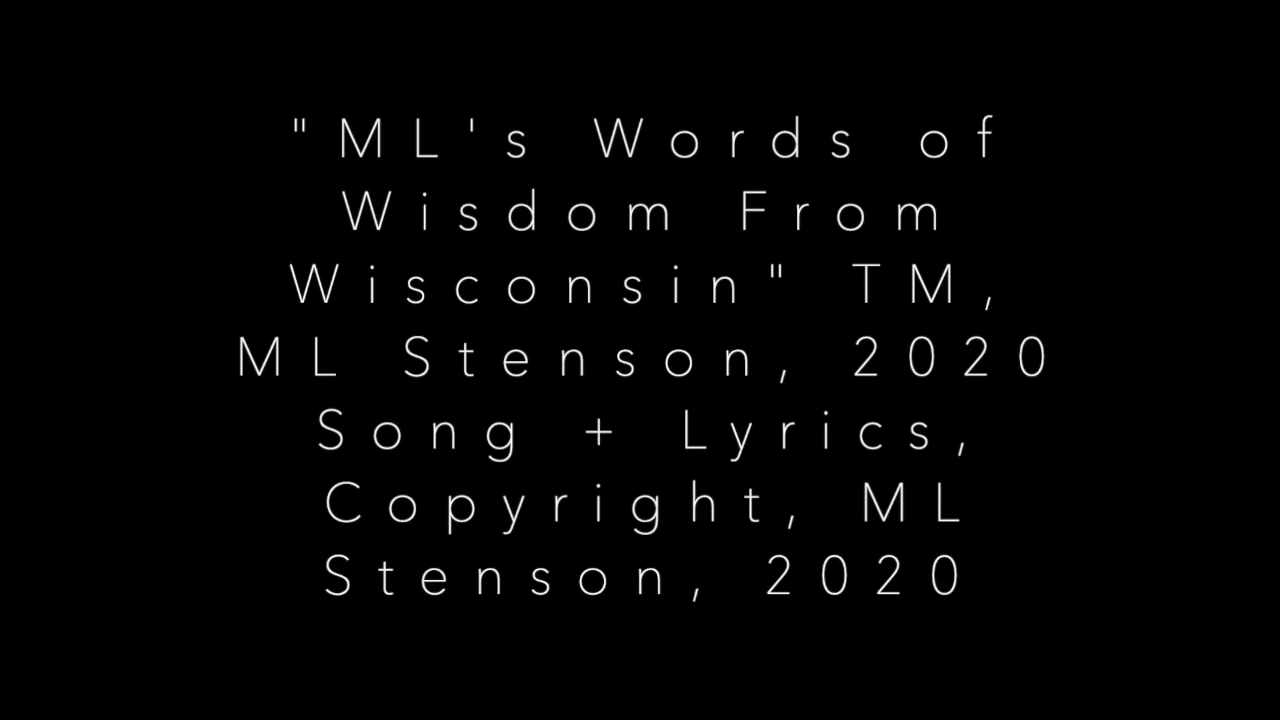 "ML's Words of
Wisdom From
Wisconsin" TM,
ML Stenson, 2020
Song + Lyrics,
Copyright, ML
Stenson, 2020